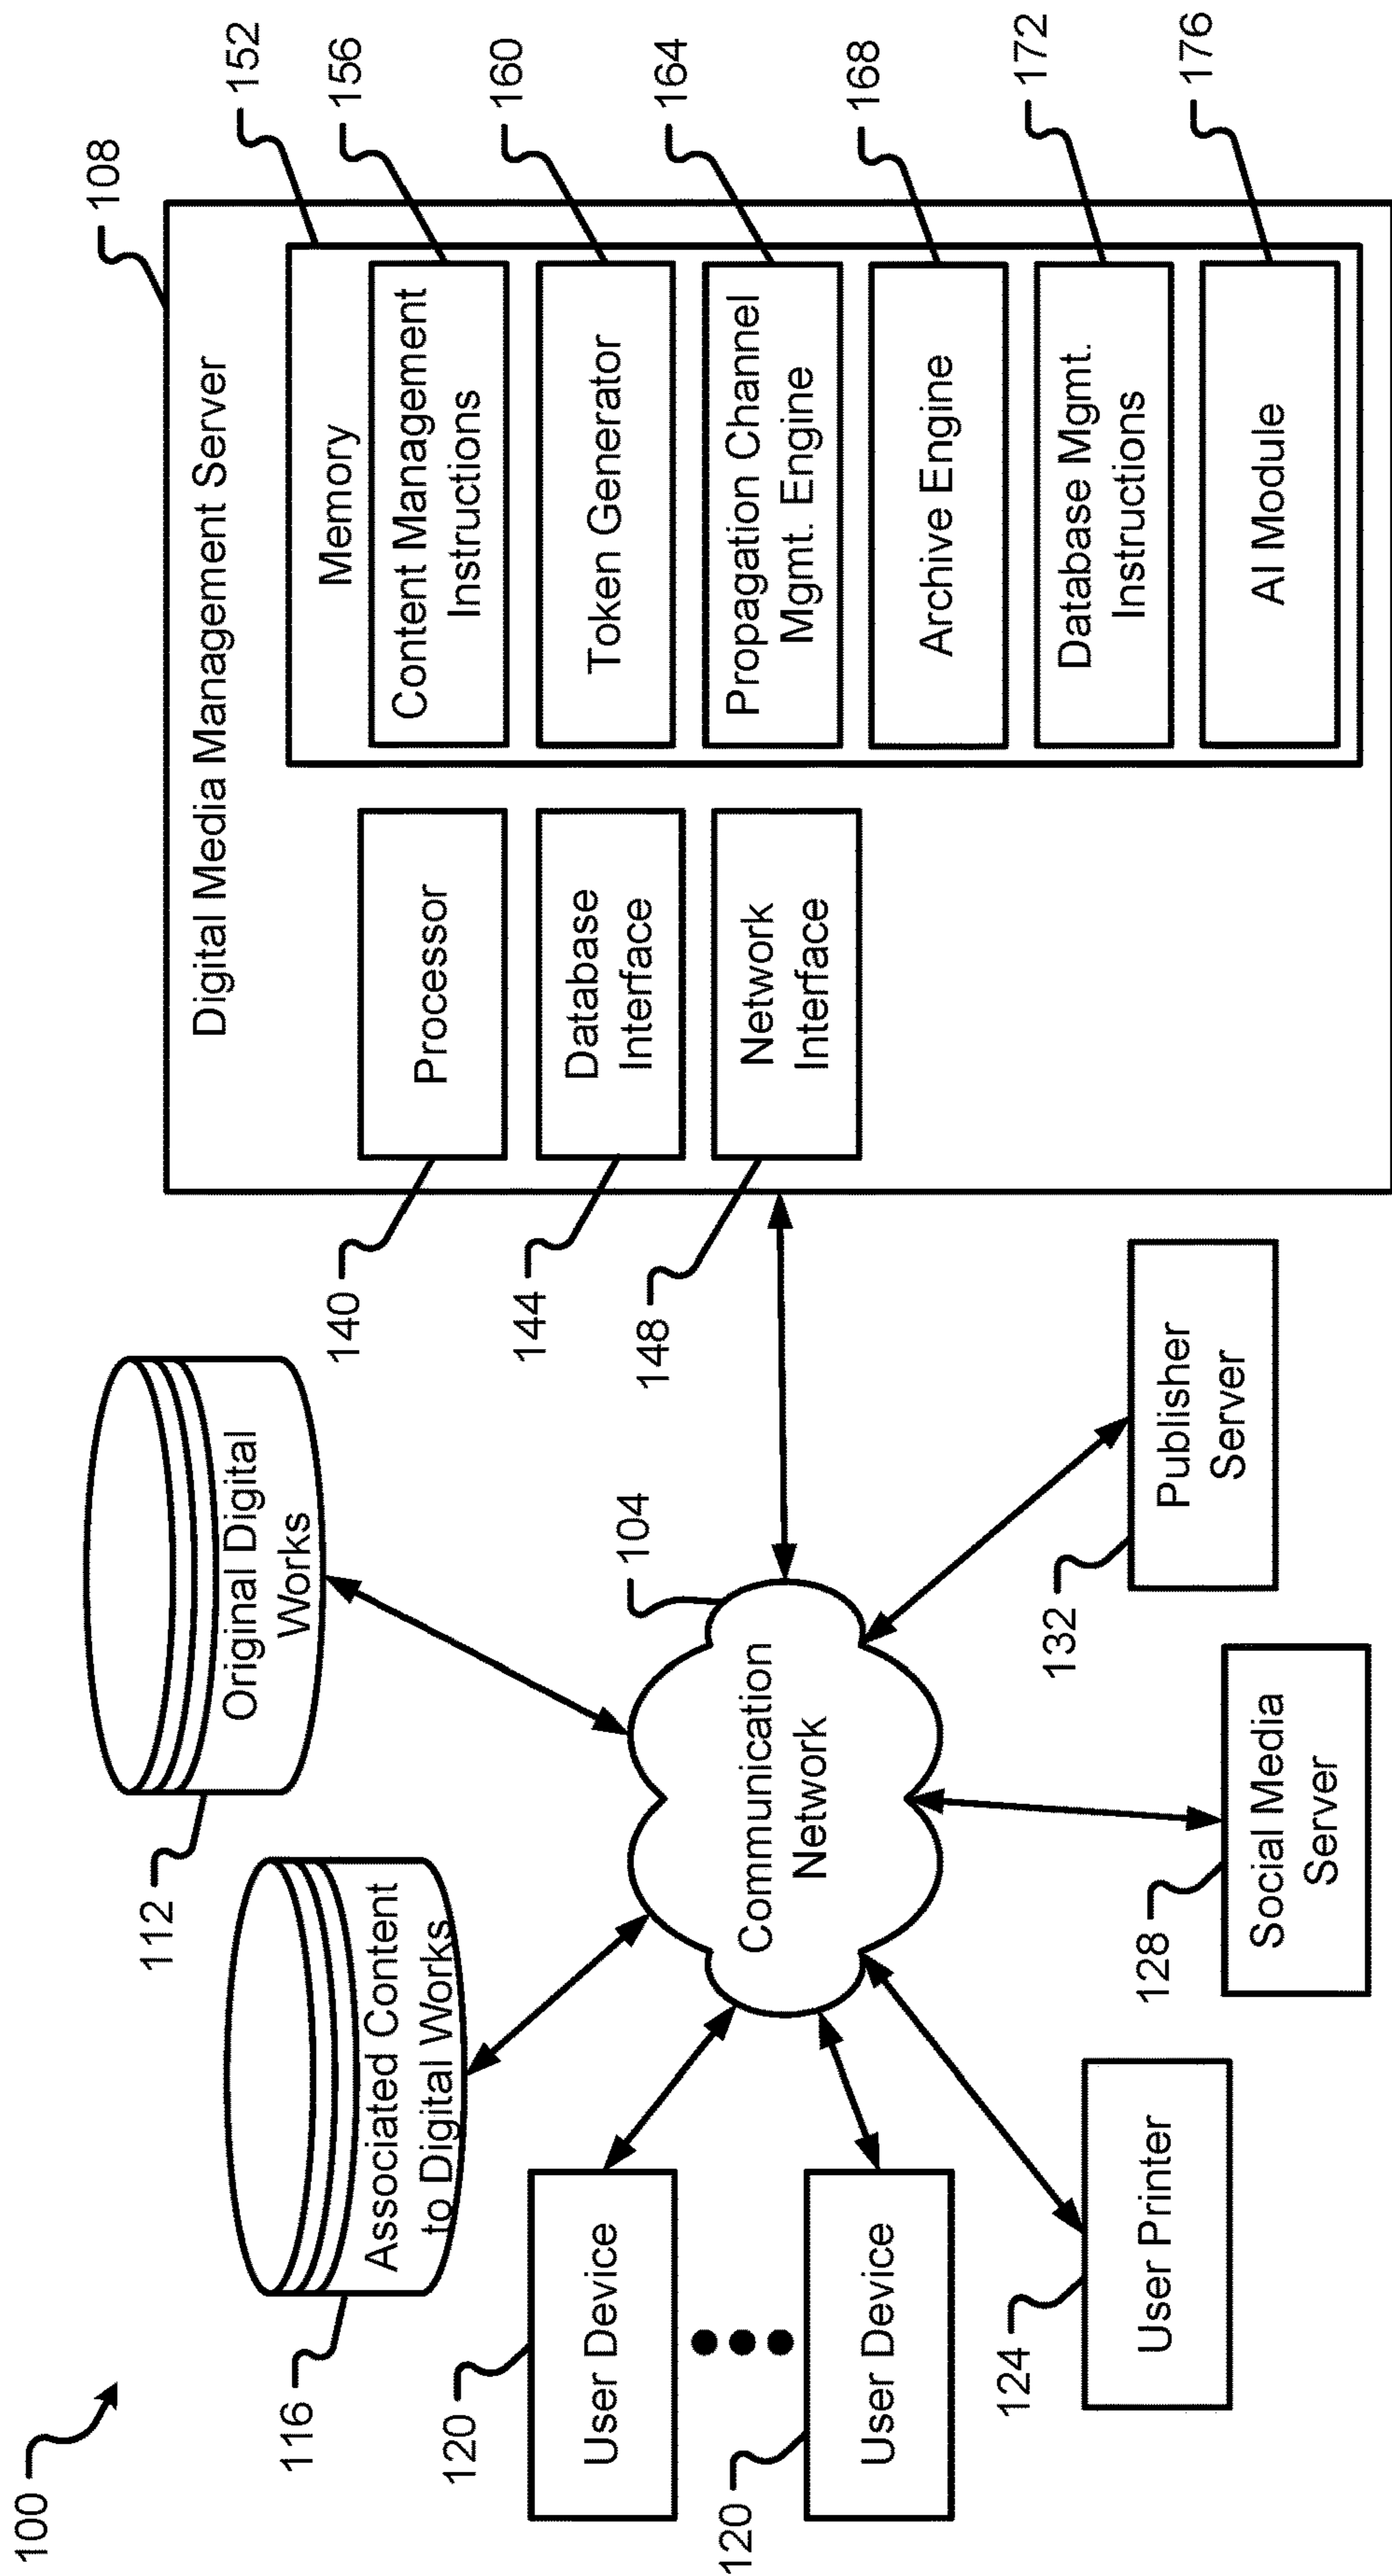 100
112
Original Digital
Works
116
Associated Content
to Digital Works
120
User Device
120
User Device
104
Communication
Network
124
User Printer
128
Social Media
Server
132
Publisher
Server
108
Digital Media Management Server
140
Processor
144
Database
Interface
148
Network
Interface
152
Memory
156
Content Management
Instructions
160
Token Generator
164
Propagation Channel
Mgmt. Engine
168
Archive Engine
172
Database Mgmt.
Instructions
176
AI Module